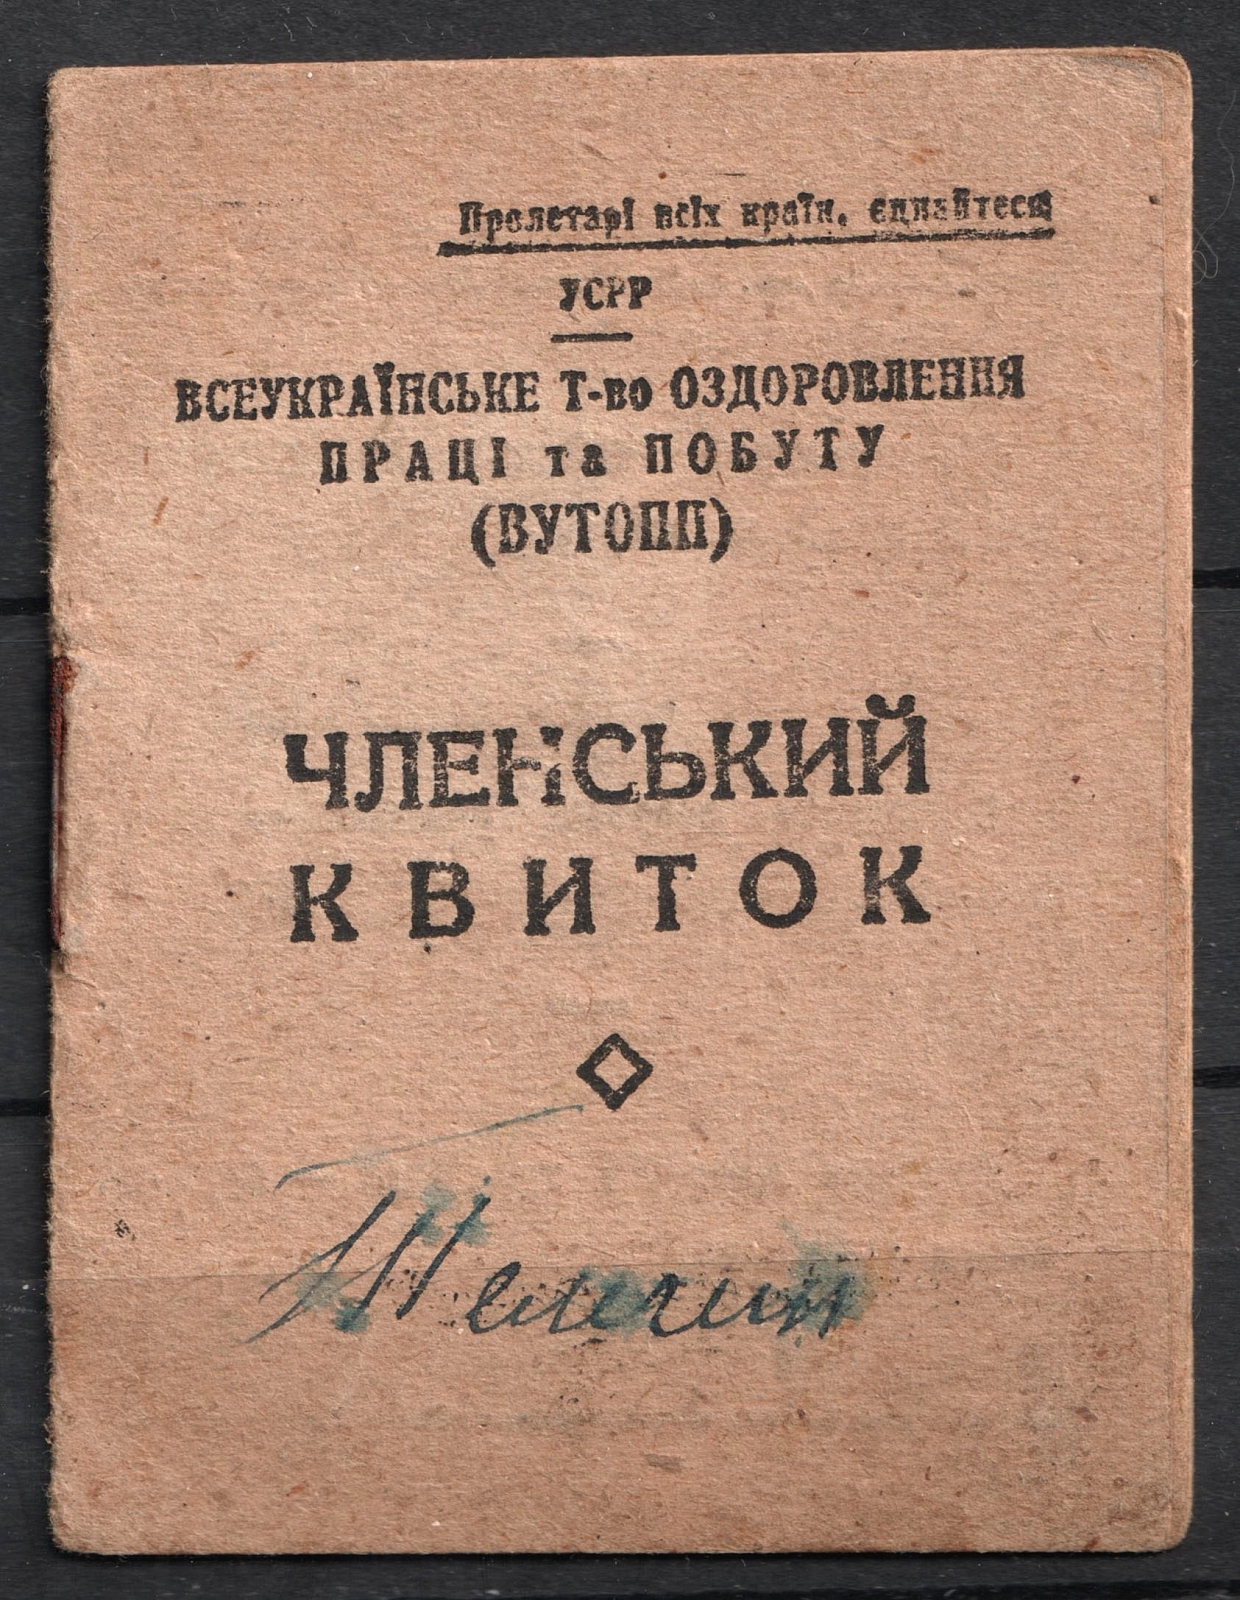 Пролетарі всіх країн, єднайтеся
УСРР
ВСЕУКРАЇНСЬКЕ Т-во ОЗДОРОВЛЕННЯ
ПРАЦІ та ПОБУТУ
(ВУТОПП)
ЧЛЕНСЬКИЙ
КВИТОК